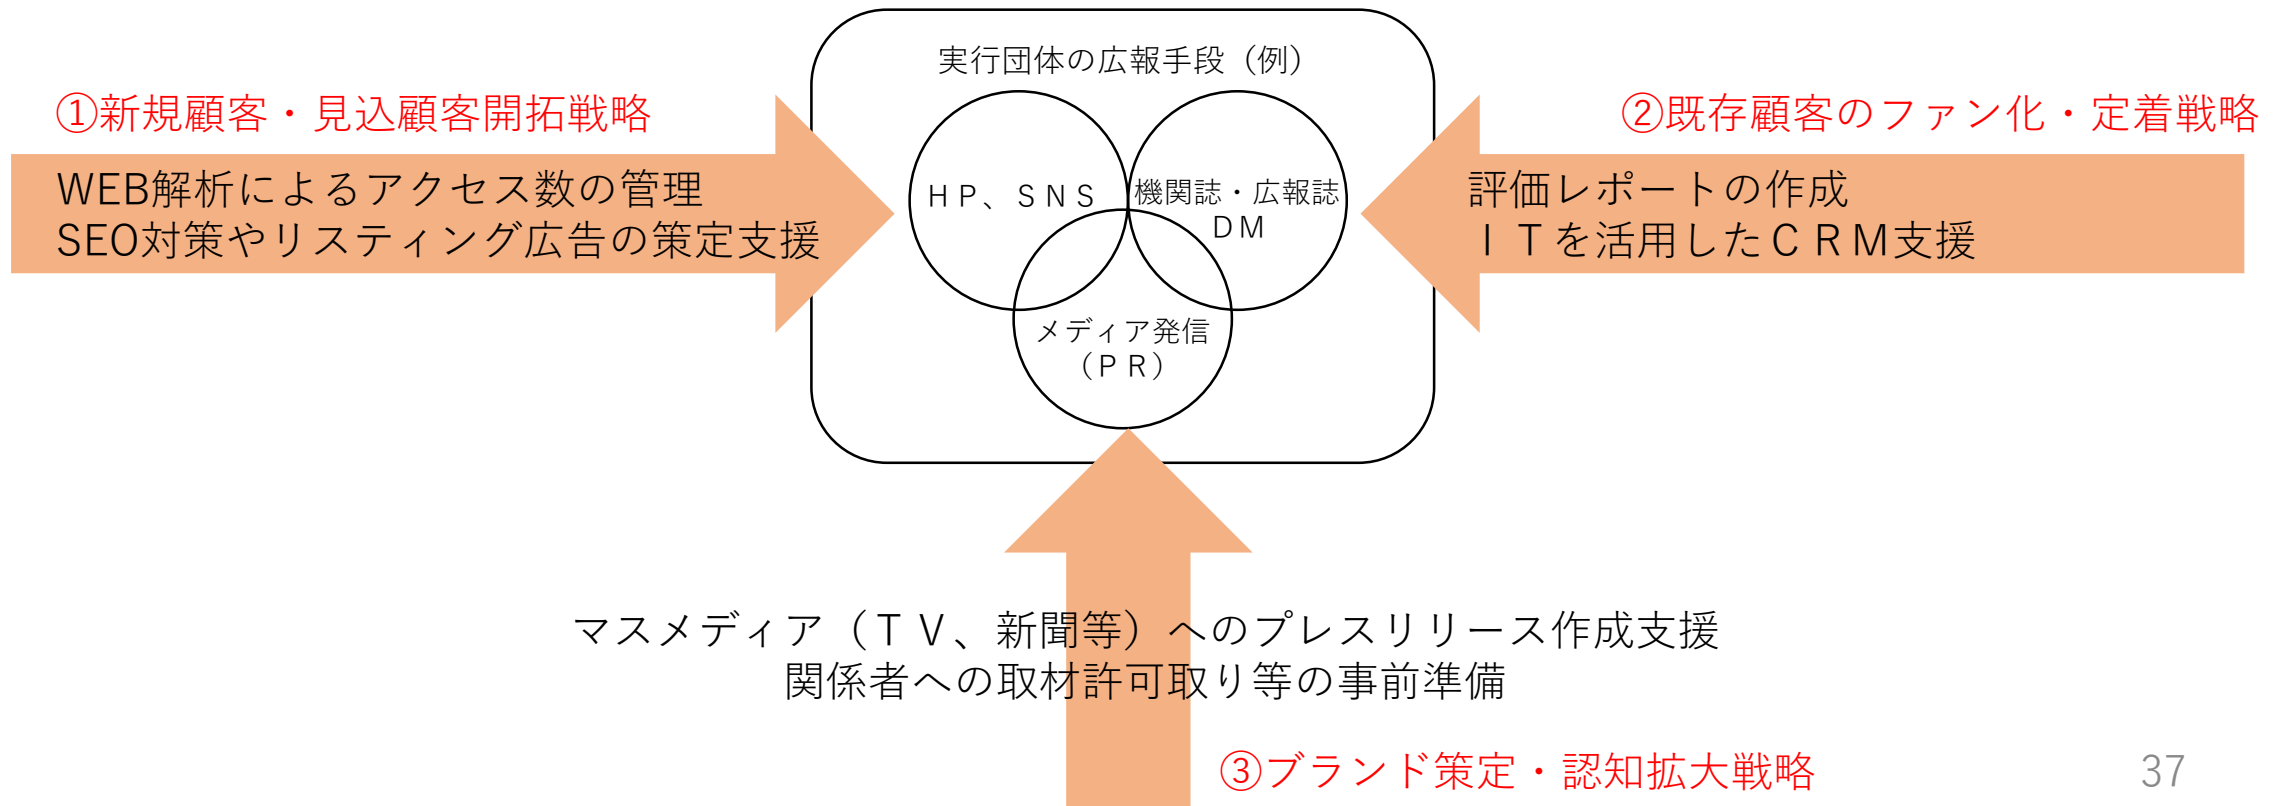 実行団体の広報手段（例）
①新規顧客・見込顧客開拓戦略
WEB解析によるアクセス数の管理
SEO対策やリスティング広告の策定支援
ＨＰ、ＳＮＳ
機関誌・広報誌
ＤＭ
メディア発信
（ＰＲ）
②既存顧客のファン化・定着戦略
評価レポートの作成
ＩＴを活用したＣＲＭ支援
マスメディア（ＴＶ、新聞等）へのプレスリリース作成支援
関係者への取材許可取り等の事前準備
③ブランド策定・認知拡大戦略
37